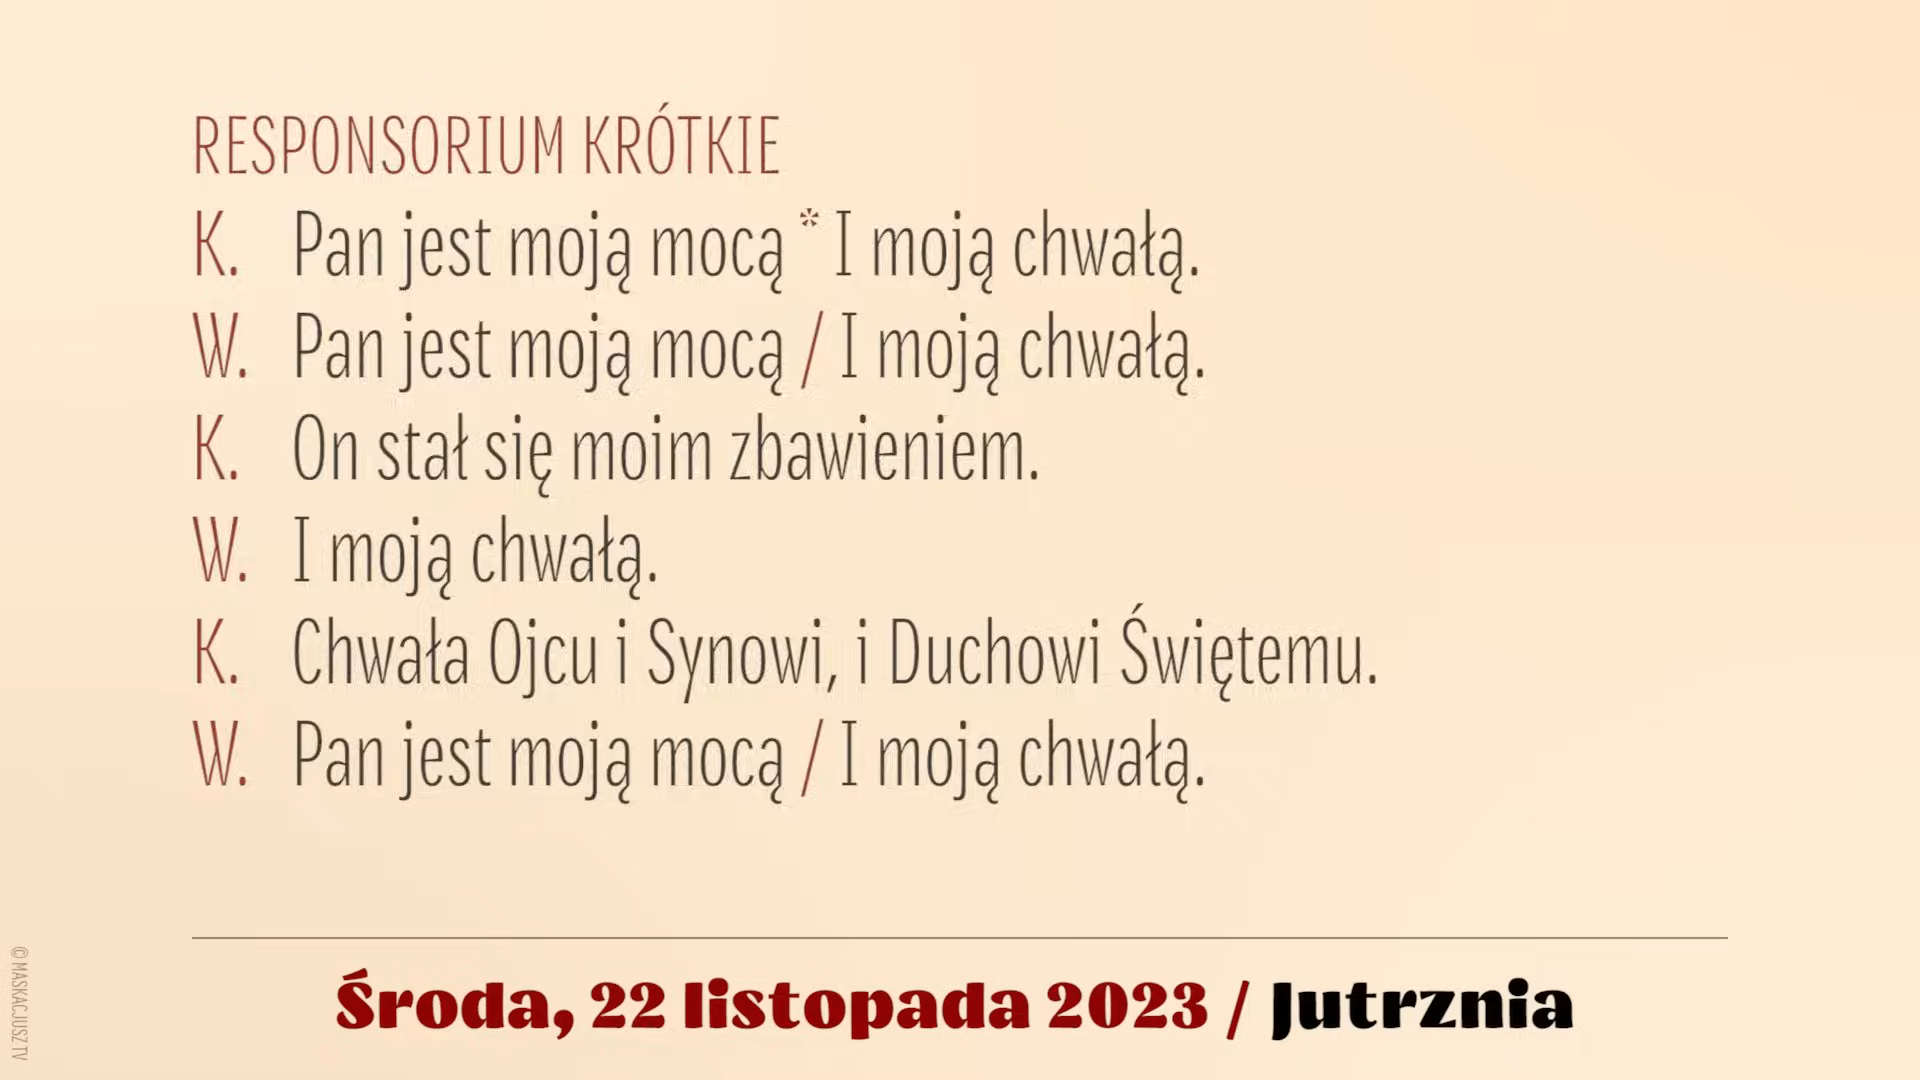 RESPONSORIUM KRÓTKIE
K. Pan jest moją mocą * I moją chwałą.
W. Pan jest moją mocą / I moją chwałą.
K. On stał się moim zbawieniem.
W. I moją chwałą.
K. Chwała Ojcu i Synowi, i Duchowi Świętemu.
W. Pan jest moją mocą / I moją chwałą.
Środa, 22 listopada 2023 / Jutrznia
© MASKACJUSZ TV